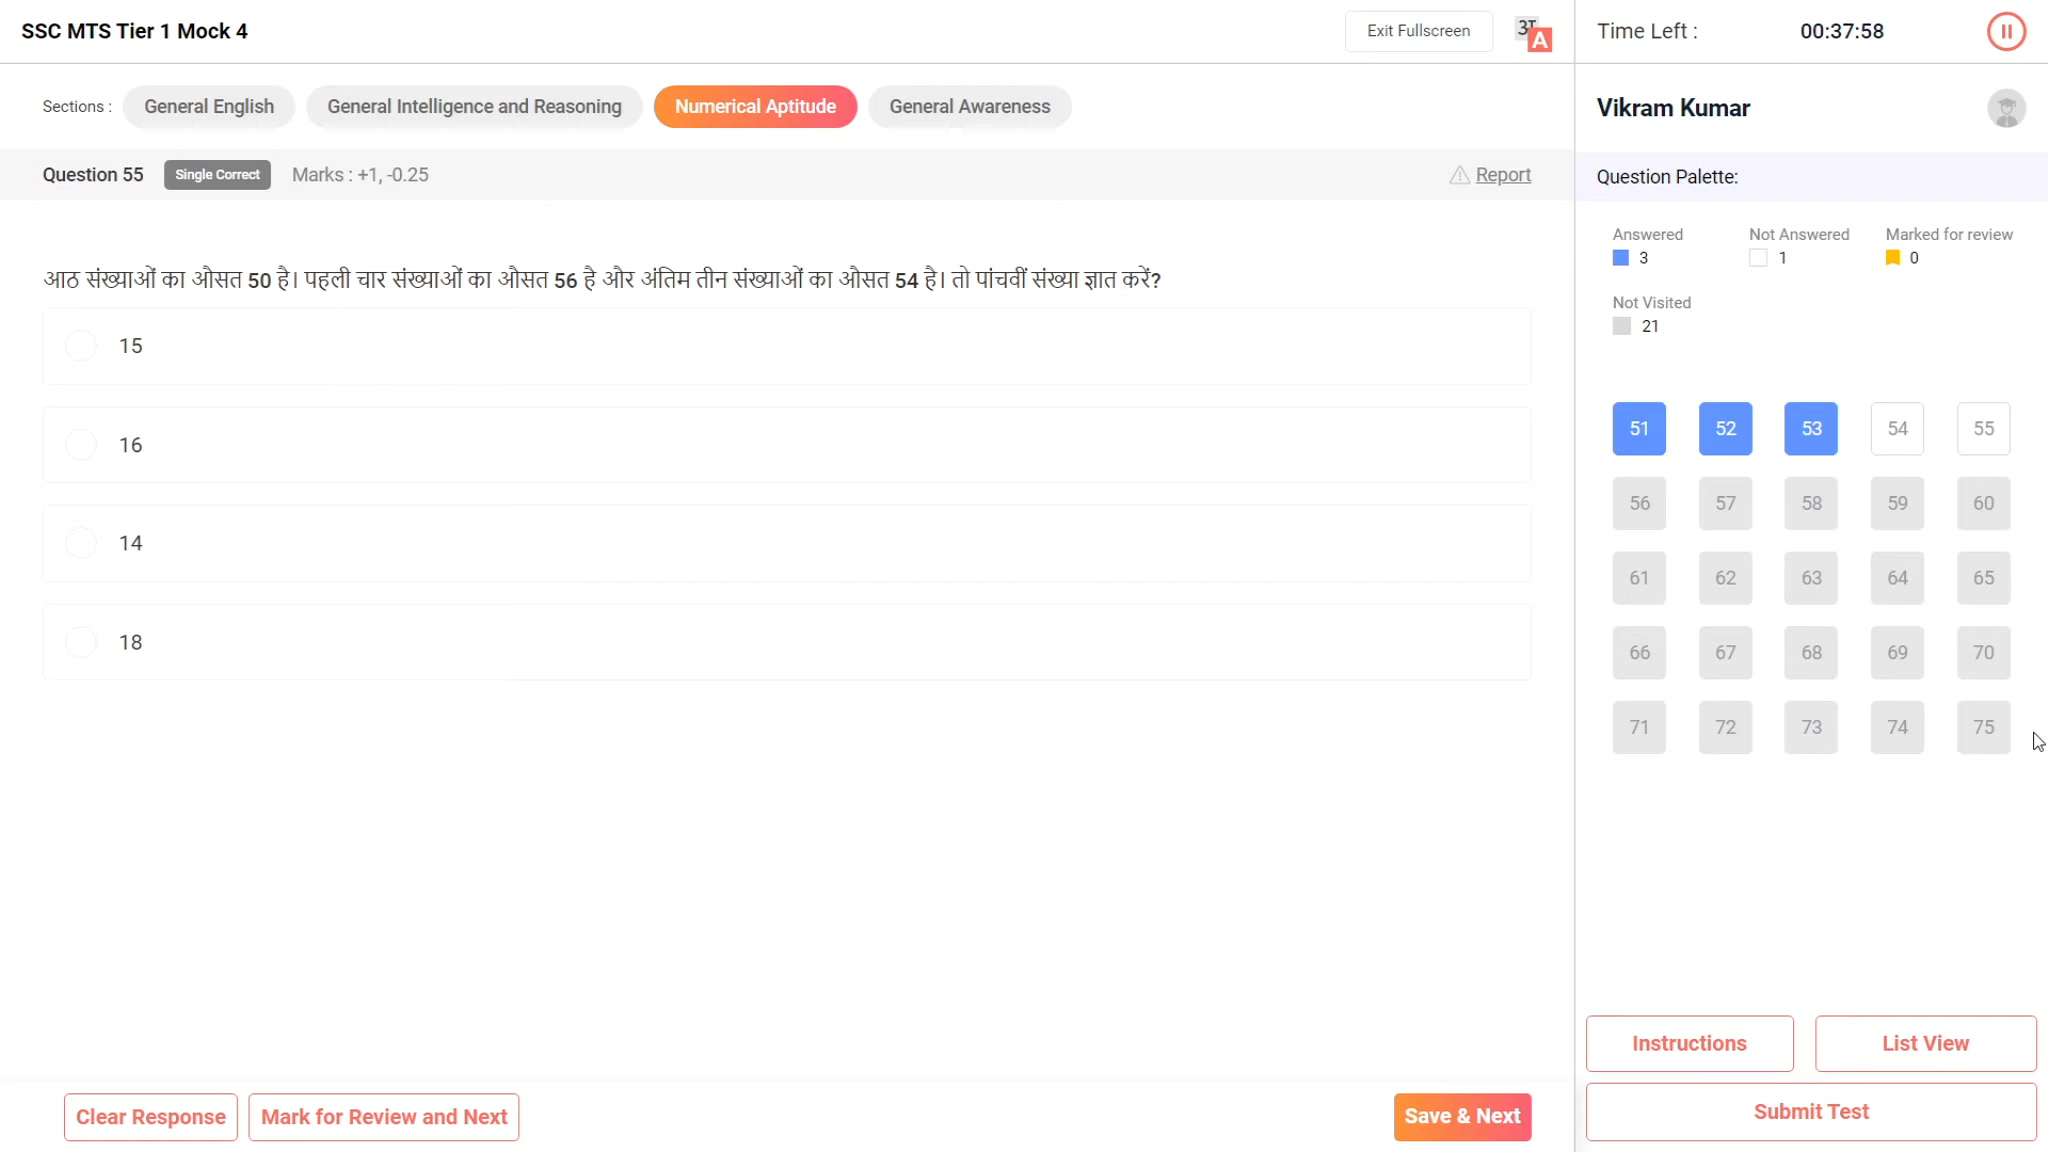 SSC MTS Tier 1 Mock 4
Exit Fullscreen
अ A
Time Left :
00:37:58
Sections :
General English
General Intelligence and Reasoning
Numerical Aptitude
General Awareness
Vikram Kumar
Question 55
Single Correct
Marks : +1, -0.25
Report
Question Palette:
आठ संख्याओं का औसत 50 है। पहली चार संख्याओं का औसत 56 है और अंतिम तीन संख्याओं का औसत 54 है। तो पांचवीं संख्या ज्ञात करें?
15
16
14
18
Answered
3
Not Answered
1
Marked for review
0
Not Visited
21
51 52 53 54 55
56 57 58 59 60
61 62 63 64 65
66 67 68 69 70
71 72 73 74 75
Instructions
List View
Clear Response
Mark for Review and Next
Save & Next
Submit Test